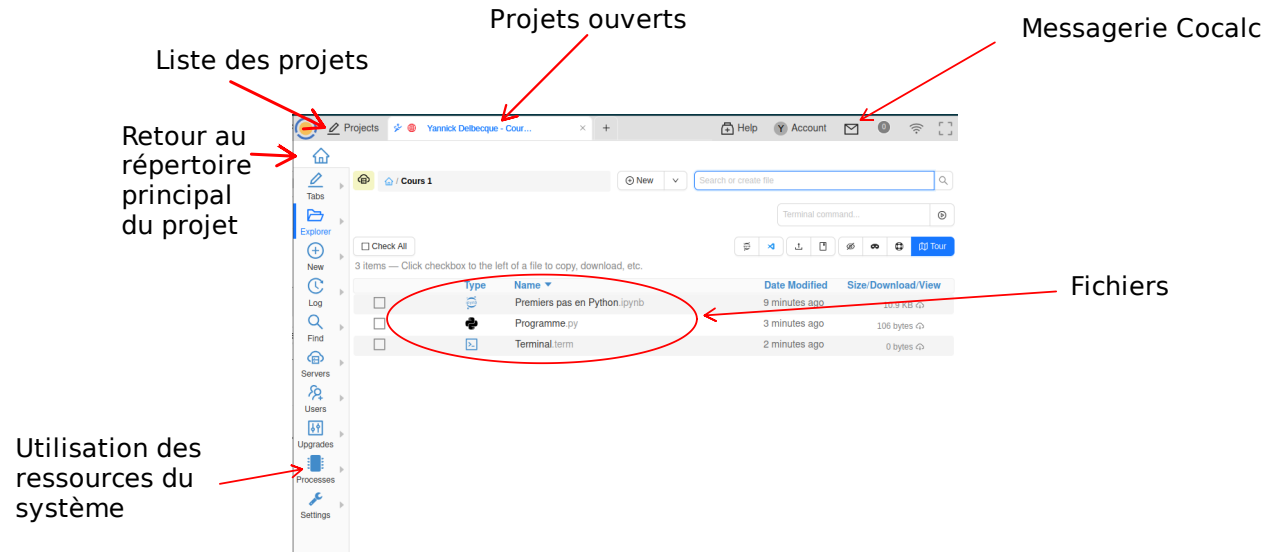 Projets ouverts
Messagerie Cocalc
Liste des projets
Projects
Yannick Delbecque - Cour...
×
+
Help
Y
Account
0
Retour au
répertoire
principal
du projet
/ Cours 1
New
Search or create file
Tabs
Terminal command...
Explorer
Check All
Tour
New
3 items — Click checkbox to the left of a file to copy, download, etc.
Type
Name
Date Modified
Size/Download/View
Premiers pas en Python.ipynb
9 minutes ago
10.9 KB
Fichiers
Log
Programme.py
3 minutes ago
106 bytes
Find
Terminal.term
2 minutes ago
0 bytes
Servers
Users
Upgrades
Utilisation des
ressources du
système
Processes
Settings